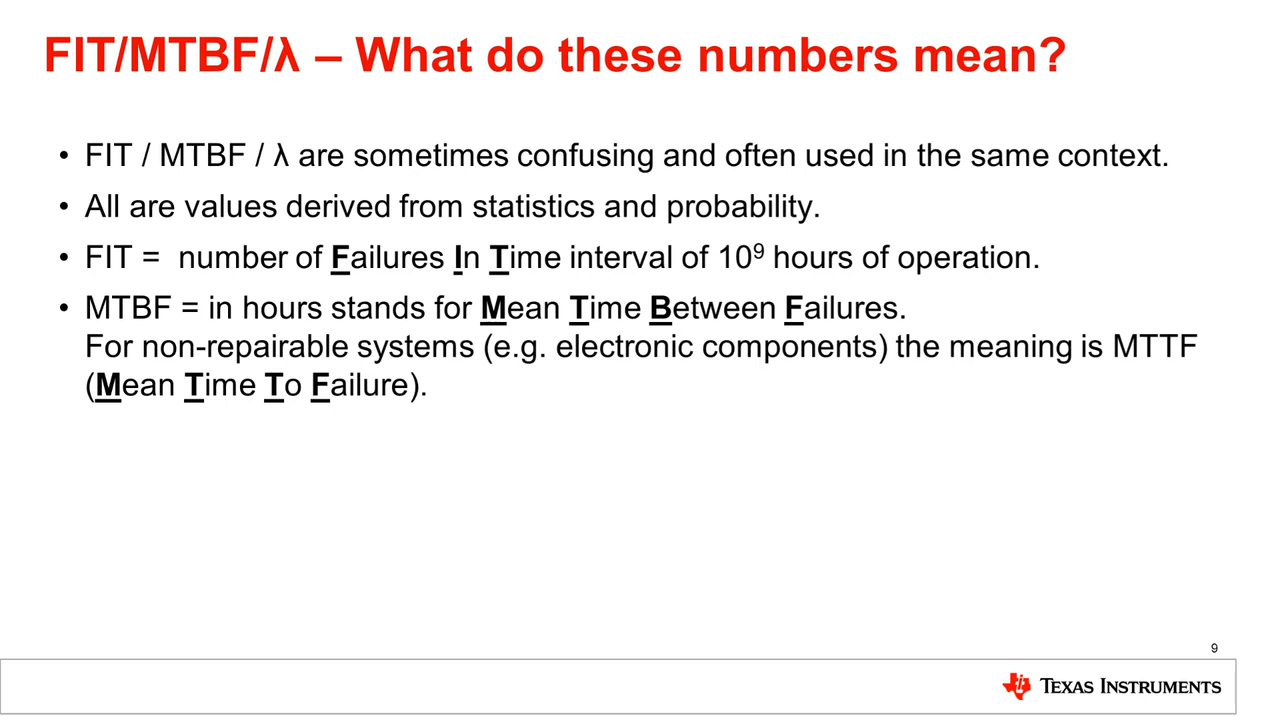 FIT/MTBF/λ – What do these numbers mean?
• FIT / MTBF / λ are sometimes confusing and often used in the same context.
• All are values derived from statistics and probability.
• FIT = number of Failures In Time interval of 10⁹ hours of operation.
• MTBF = in hours stands for Mean Time Between Failures.
For non-repairable systems (e.g. electronic components) the meaning is MTTF
(Mean Time To Failure).
9
TEXAS INSTRUMENTS